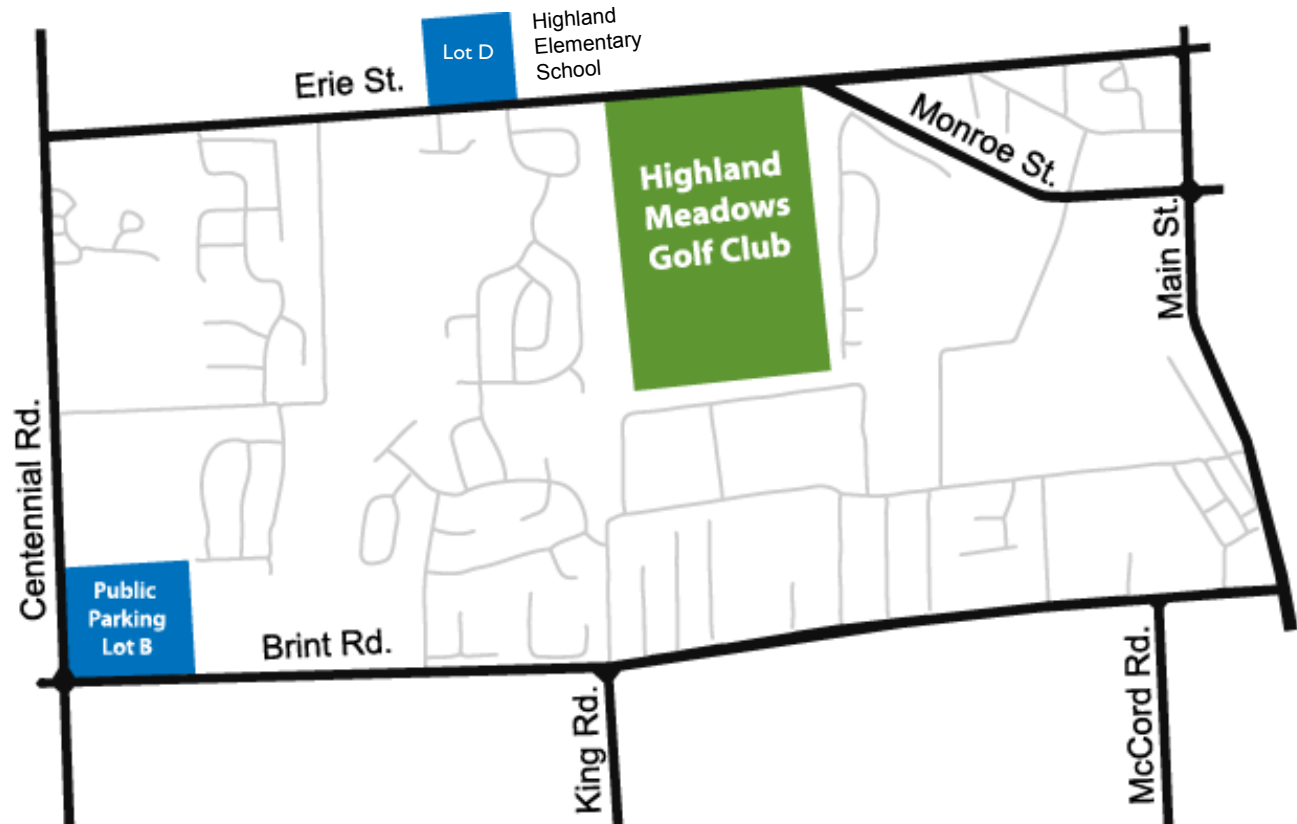 Highland
Elementary
School
Lot D
Erie St.
Monroe St.
Highland
Meadows
Golf Club
Main St.
Centennial Rd.
Public
Parking
Lot B
Brint Rd.
King Rd.
McCord Rd.